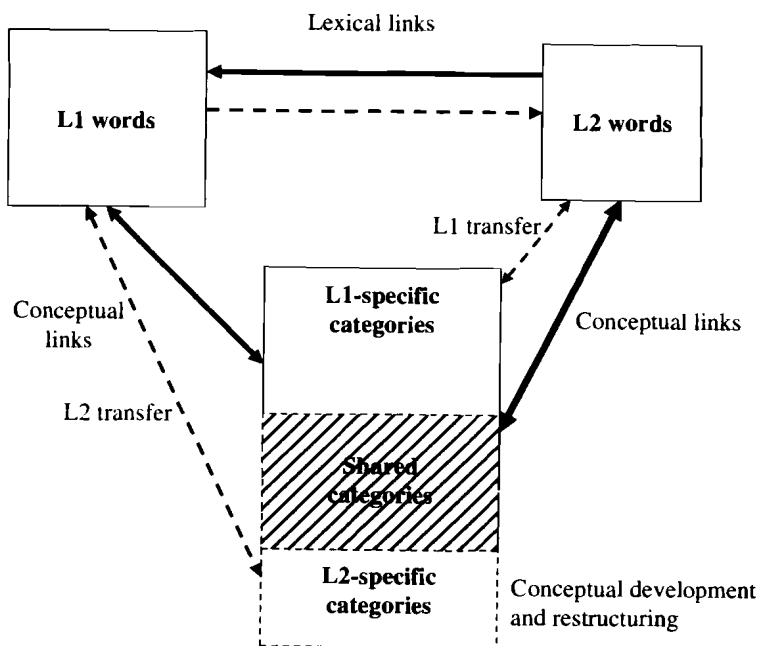 Lexical links
L1 words
L2 words
L1 transfer
L1-specific
categories
Conceptual
links
Conceptual links
L2 transfer
Shared
categories
L2-specific
categories
Conceptual development
and restructuring